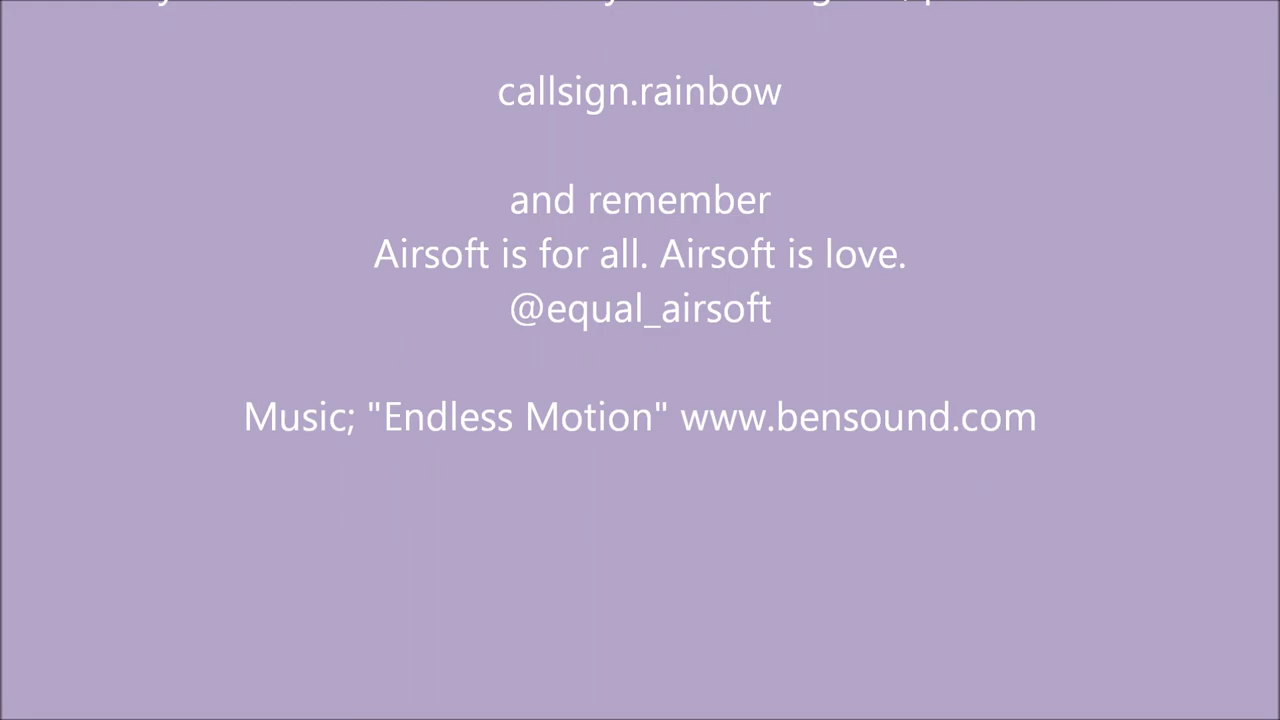 callsign.rainbow
and remember
Airsoft is for all. Airsoft is love.
@equal_airsoft
Music; "Endless Motion" www.bensound.com